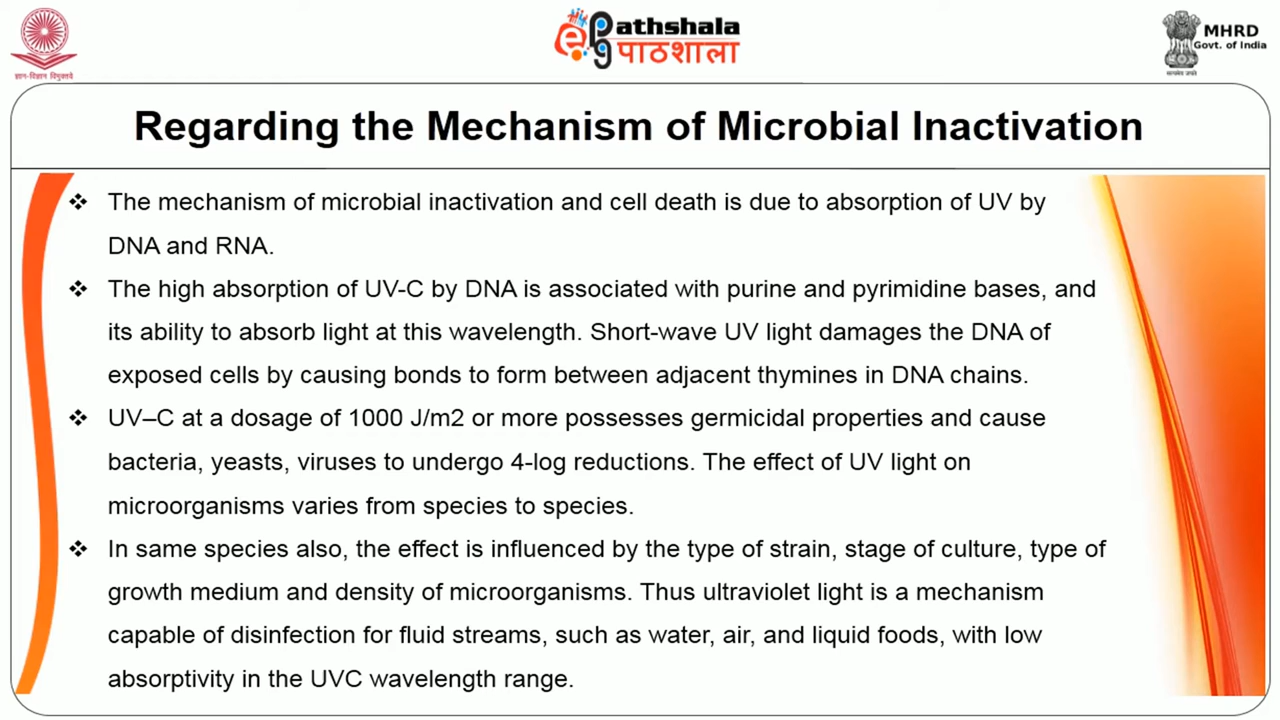 ज्ञान-विज्ञान विमुक्तये
ePathshala
पाठशाला
MHRD
Govt. of India
सत्यमेव जयते
Regarding the Mechanism of Microbial Inactivation
❖ The mechanism of microbial inactivation and cell death is due to absorption of UV by
DNA and RNA.
❖ The high absorption of UV-C by DNA is associated with purine and pyrimidine bases, and
its ability to absorb light at this wavelength. Short-wave UV light damages the DNA of
exposed cells by causing bonds to form between adjacent thymines in DNA chains.
❖ UV–C at a dosage of 1000 J/m2 or more possesses germicidal properties and cause
bacteria, yeasts, viruses to undergo 4-log reductions. The effect of UV light on
microorganisms varies from species to species.
❖ In same species also, the effect is influenced by the type of strain, stage of culture, type of
growth medium and density of microorganisms. Thus ultraviolet light is a mechanism
capable of disinfection for fluid streams, such as water, air, and liquid foods, with low
absorptivity in the UVC wavelength range.